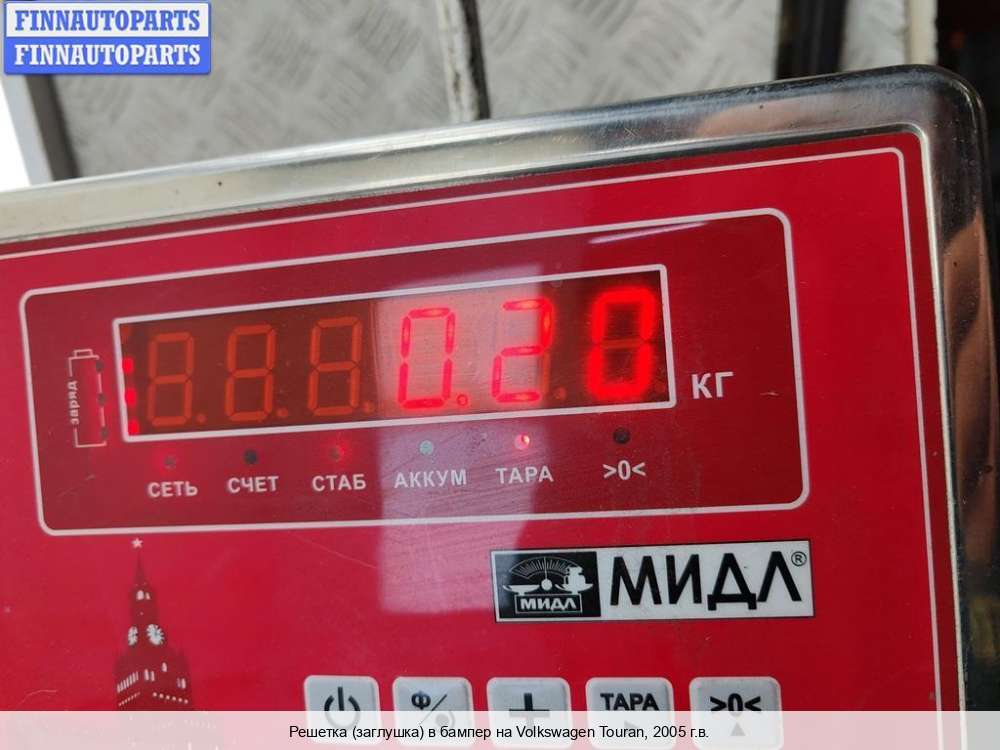 FINNAUTOPARTS
FINNAUTOPARTS
заряд
0.20
КГ
СЕТЬ СЧЕТ СТАБ АККУМ ТАРА >0<
МИДЛ МИДЛ®
Ф/
ТАРА
>0<
Решетка (заглушка) в бампер на Volkswagen Touran, 2005 г.в.